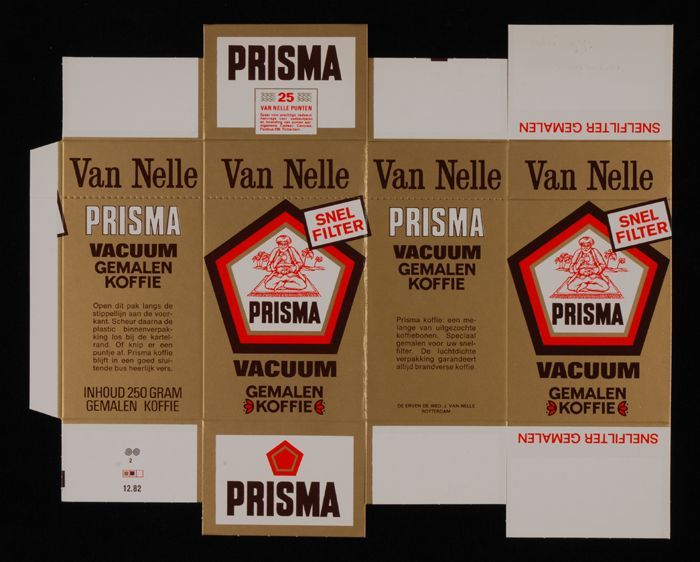 PRISMA
25
VAN NELLE PUNTEN
SNELFILTER GEMALEN
Van Nelle
PRISMA
VACUUM
GEMALEN
KOFFIE
Open dit pak langs de
stippellijn aan de voor-
kant. Scheur daarna de
plastic binnenverpak-
king los bij de kartel-
rand. Of knip er een
puntje af. Prisma koffie
blijft in een goed slui-
tende bus heerlijk vers.
INHOUD 250 GRAM
GEMALEN KOFFIE
2
12.82
Van Nelle
SNEL
FILTER
PRISMA
VACUUM
GEMALEN
KOFFIE
PRISMA
Van Nelle
PRISMA
VACUUM
GEMALEN
KOFFIE
Prisma koffie: een me-
lange van uitgezochte
koffiebonen. Speciaal
gemalen voor uw snel-
filter. De luchtdichte
verpakking garandeert
altijd brandverse koffie.
DE ERVEN DE WED. J. VAN NELLE
ROTTERDAM
Van Nelle
SNEL
FILTER
PRISMA
VACUUM
GEMALEN
KOFFIE
SNELFILTER GEMALEN